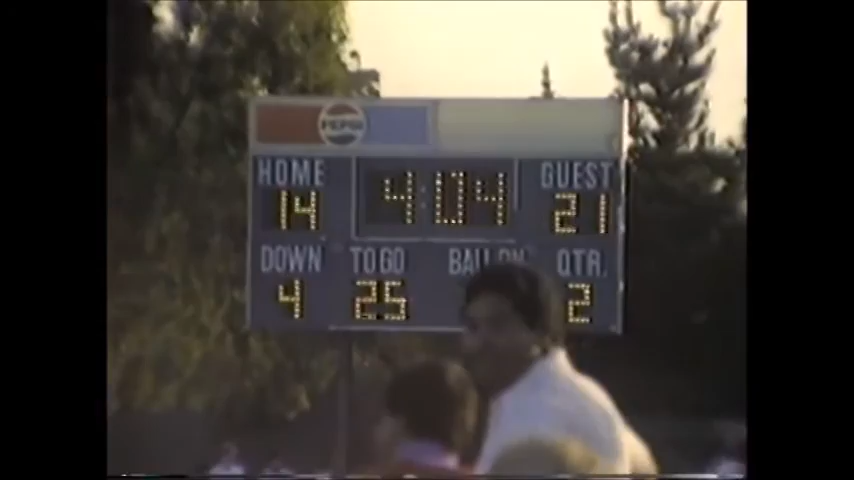 PEPSI
HOME 4:04 GUEST
14 21
DOWN TO GO BALL ON QTR.
4 25 2